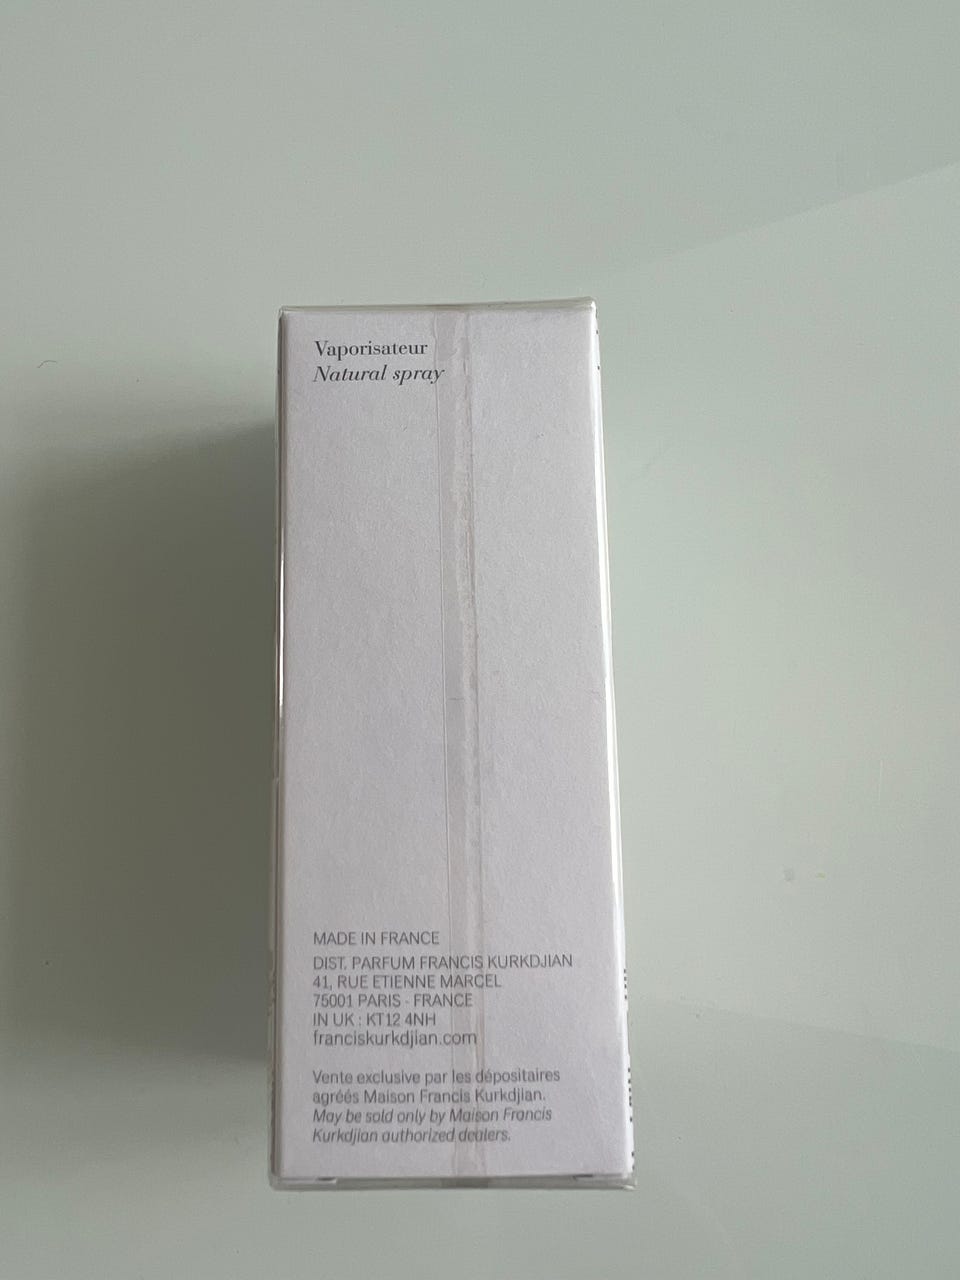 Vaporisateur
Natural spray
MADE IN FRANCE
DIST. PARFUM FRANCIS KURKDJIAN
41, RUE ETIENNE MARCEL
75001 PARIS - FRANCE
IN UK : KT12 4NH
franciskurkdjian.com
Vente exclusive par les dépositaires
agréés Maison Francis Kurkdjian.
May be sold only by Maison Francis
Kurkdjian authorized dealers.